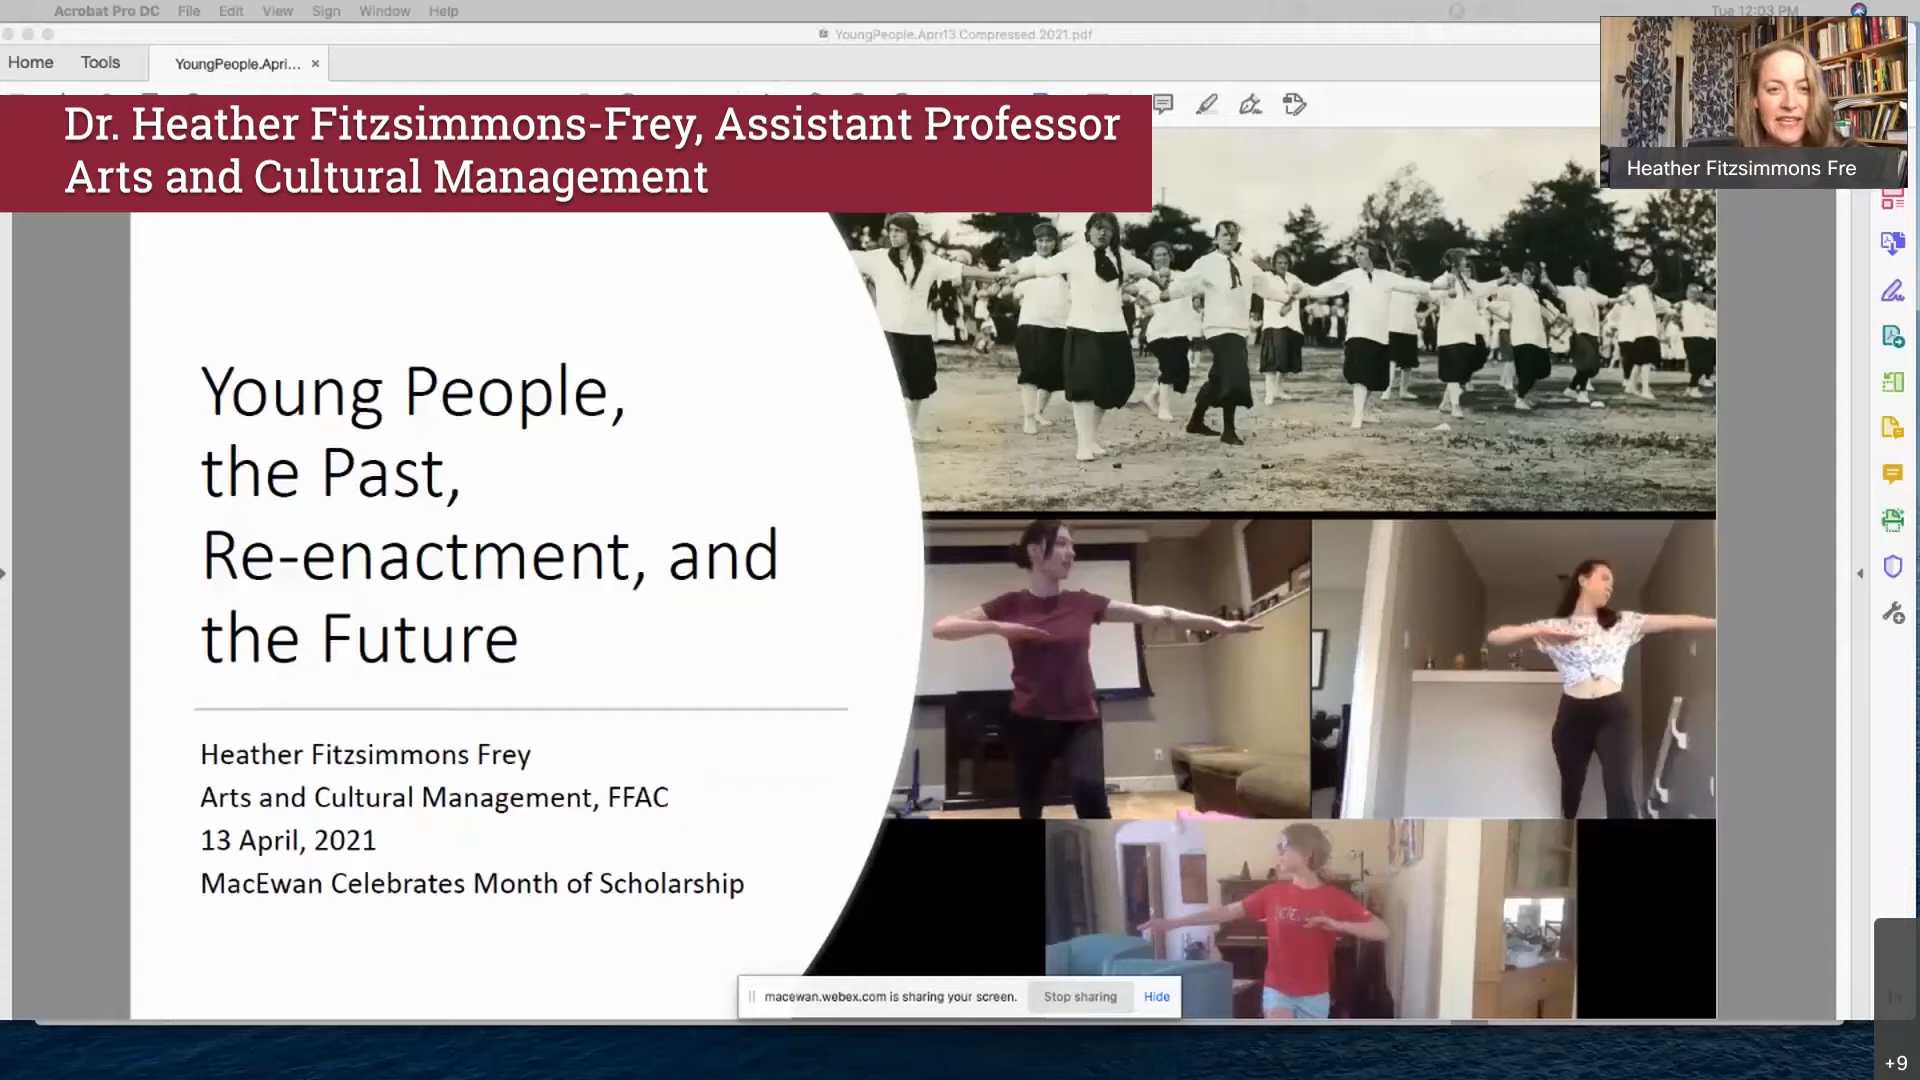 Acrobat Pro DC File Edit View Sign Window Help
Tue 12:03 PM
YoungPeople.Aprr13.Compressed.2021.pdf
Home Tools YoungPeople.Apri... ×
Dr. Heather Fitzsimmons-Frey, Assistant Professor
Arts and Cultural Management
Heather Fitzsimmons Fre
Young People,
the Past,
Re-enactment, and
the Future
Heather Fitzsimmons Frey
Arts and Cultural Management, FFAC
13 April, 2021
MacEwan Celebrates Month of Scholarship
macewan.webex.com is sharing your screen. Stop sharing Hide
+9